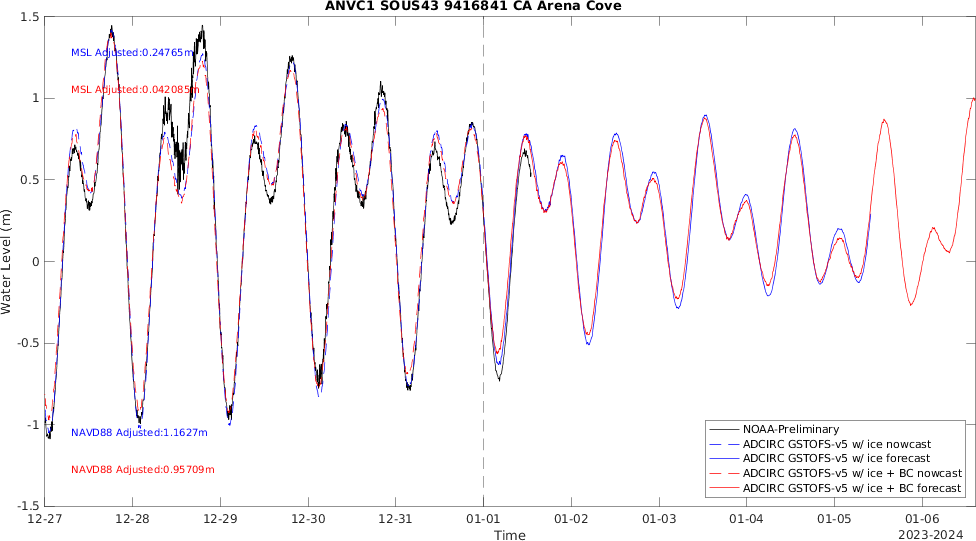 ANVC1 SOUS43 9416841 CA Arena Cove
1.5
1
0.5
0
-0.5
-1
-1.5
Water Level (m)
MSL Adjusted:0.24765m
MSL Adjusted:0.042085m
NAVD88 Adjusted:1.1627m
NAVD88 Adjusted:0.95709m
NOAA-Preliminary
ADCIRC GSTOFS-v5 w/ ice nowcast
ADCIRC GSTOFS-v5 w/ ice forecast
ADCIRC GSTOFS-v5 w/ ice + BC nowcast
ADCIRC GSTOFS-v5 w/ ice + BC forecast
12-27 12-28 12-29 12-30 12-31 01-01 01-02 01-03 01-04 01-05 01-06
Time
2023-2024